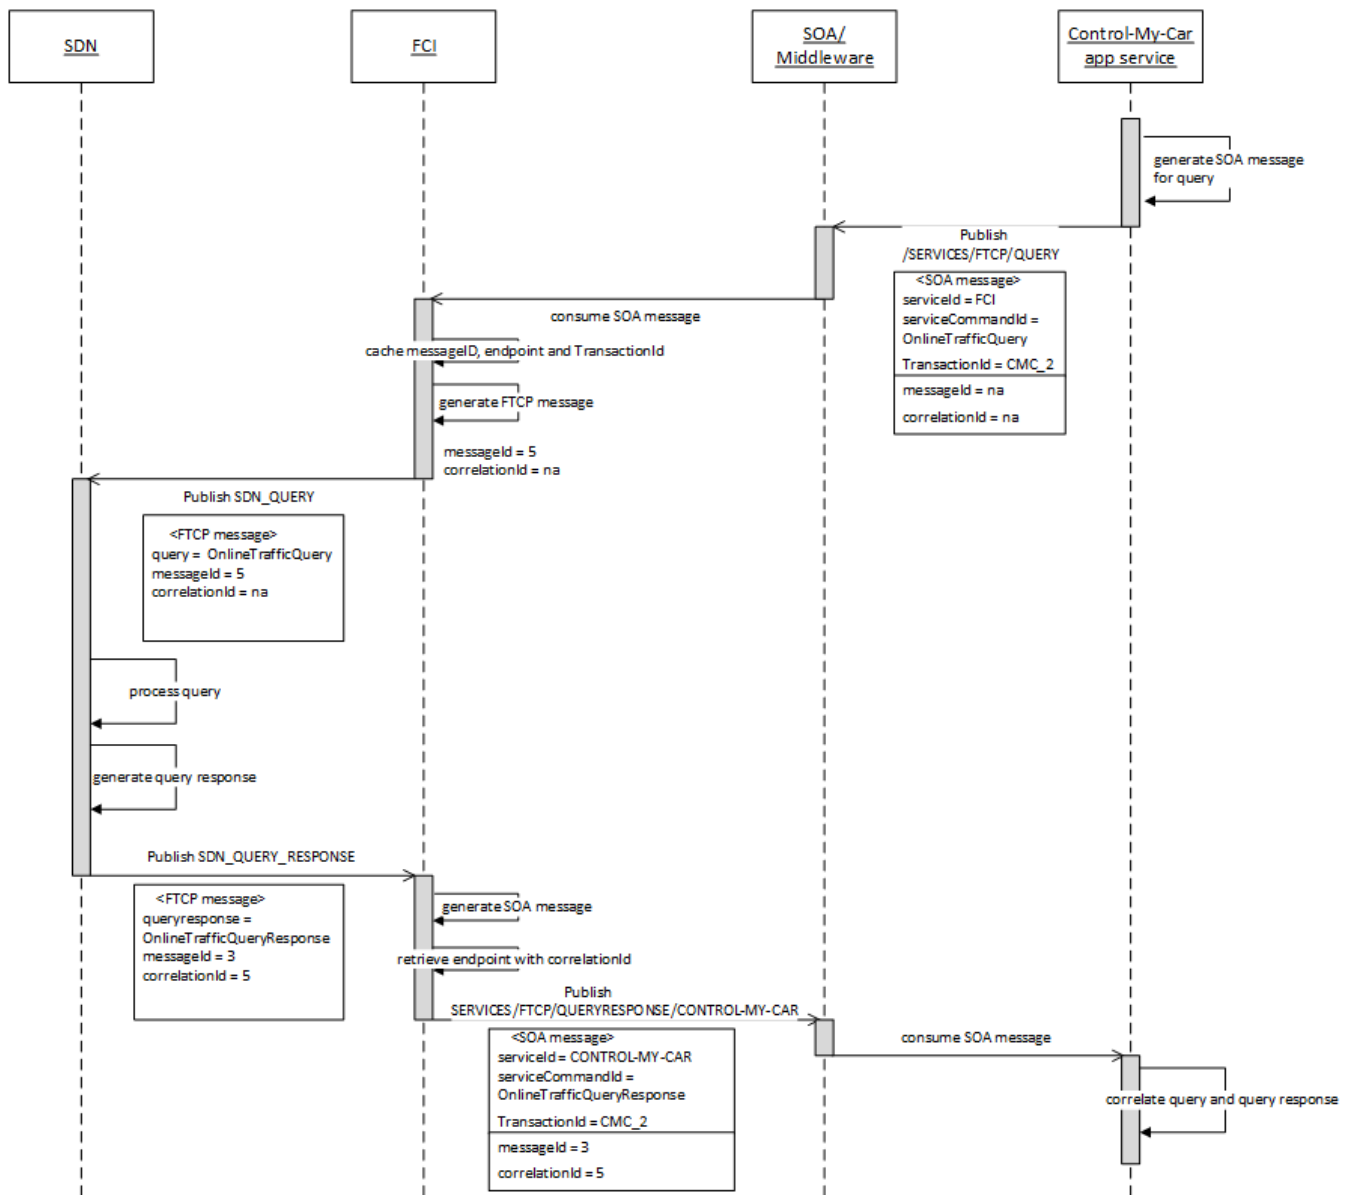 SDN
FCI
SOA/
Middleware
Control-My-Car
app service
generate SOA message
for query
Publish
/SERVICES/FTCP/QUERY
<SOA message>
serviceId = FCI
serviceCommandId =
OnlineTrafficQuery
TransactionId = CMC_2
messageId = na
correlationId = na
consume SOA message
cache messageID, endpoint and TransactionId
generate FTCP message
messageId = 5
correlationId = na
Publish SDN_QUERY
<FTCP message>
query = OnlineTrafficQuery
messageId = 5
correlationId = na
process query
generate query response
Publish SDN_QUERY_RESPONSE
<FTCP message>
queryresponse =
OnlineTrafficQueryResponse
messageId = 3
correlationId = 5
generate SOA message
retrieve endpoint with correlationId
Publish
SERVICES/FTCP/QUERYRESPONSE/CONTROL-MY-CAR
<SOA message>
serviceId = CONTROL-MY-CAR
serviceCommandId =
OnlineTrafficQueryResponse
TransactionId = CMC_2
messageId = 3
correlationId = 5
consume SOA message
correlate query and query response